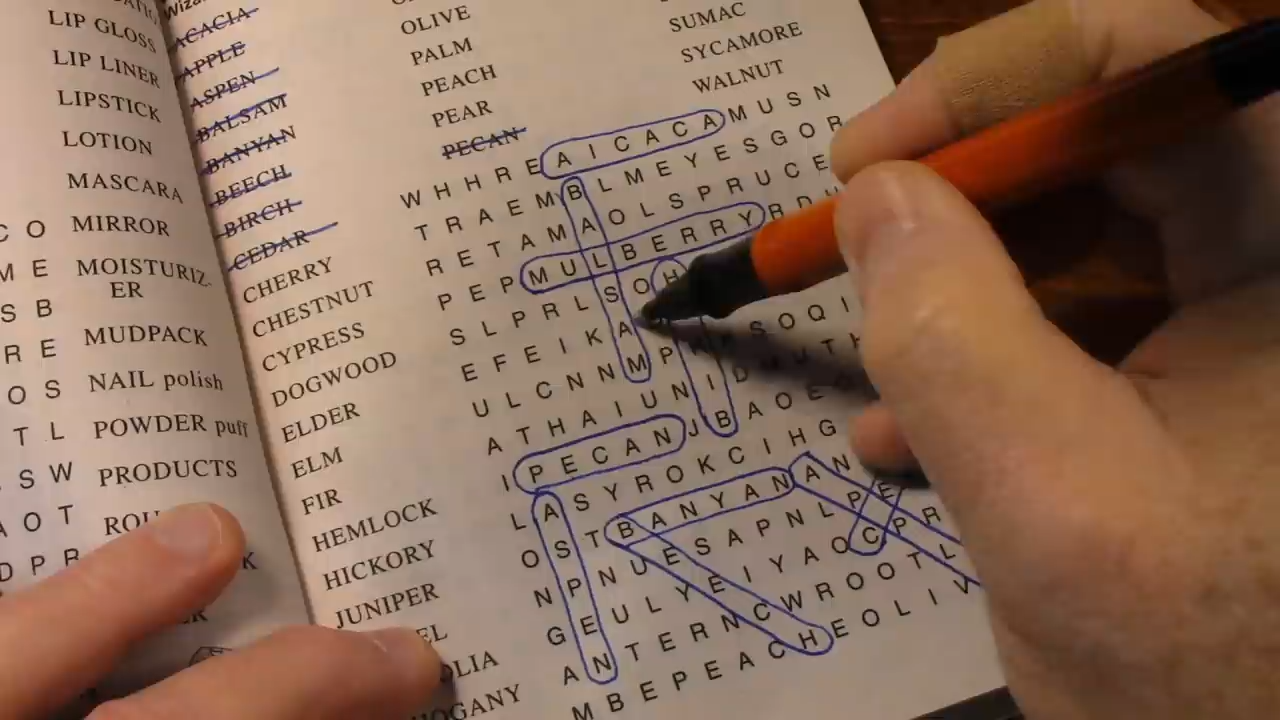 LIP GLOSS
LIP LINER
LIPSTICK
LOTION
MASCARA
MIRROR
MOISTURIZ-
ER
MUDPACK
NAIL polish
POWDER puff
PRODUCTS
C O
M E
S B
R E
O S
T L
S W
A O T
D P R
ACACIA
APPLE
ASPEN
BALSAM
BANYAN
BEECH
BIRCH
CEDAR
CHERRY
CHESTNUT
CYPRESS
DOGWOOD
ELDER
ELM
FIR
HEMLOCK
HICKORY
JUNIPER
OLIVE
PALM
PEACH
PEAR
PECAN
SUMAC
SYCAMORE
WALNUT
W H H R E A I C A C A M U S N
T R A E M B L M E Y E S G O R
R E T A M A O L S P R U C E
P E P M U L B E R R Y R D U
S L P R L S O H
E F E I K A S O Q I
U L C N N M P
A T H A I U N I D
I P E C A N J B A O E
L A S Y R O K C I H G
O S T B A N Y A N A N
N P N U E S A P N L P E
G E U L Y E I Y A O C P R
A N T E R N C W R O O T L
M B E P E A C H E O L I V